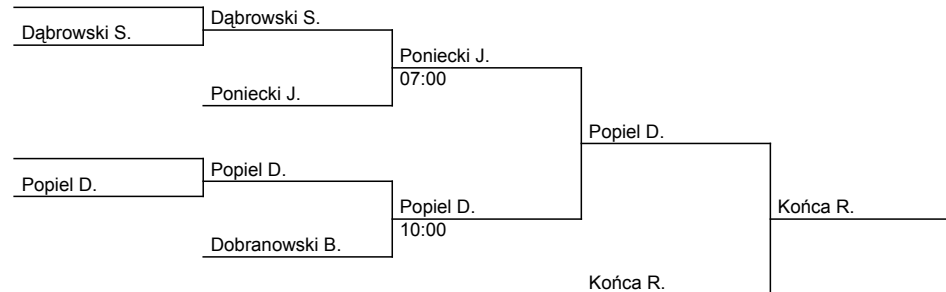 Dąbrowski S.
Dąbrowski S.
Poniecki J.
07:00
Poniecki J.
Popiel D.
Popiel D.
Popiel D.
Popiel D.
10:00
Końca R.
Dobranowski B.
Końca R.